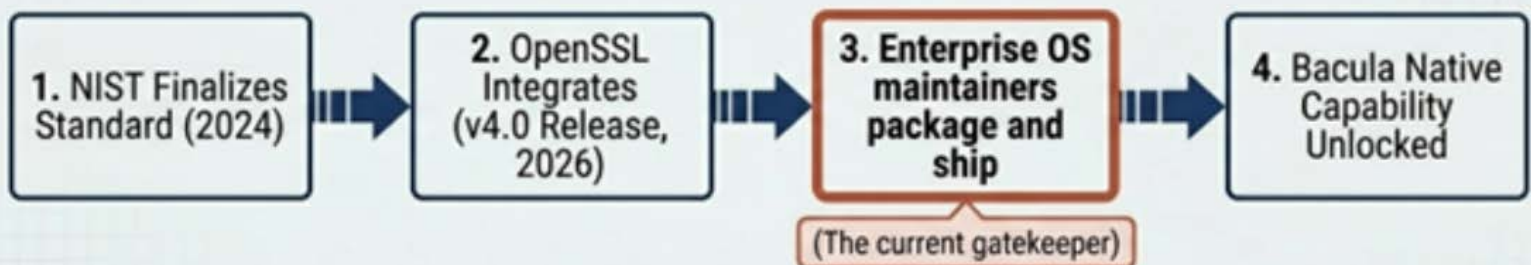 1. NIST Finalizes
Standard (2024)
2. OpenSSL
Integrates
(v4.0 Release,
2026)
3. Enterprise OS
maintainers
package and
ship
(The current gatekeeper)
4. Bacula Native
Capability
Unlocked